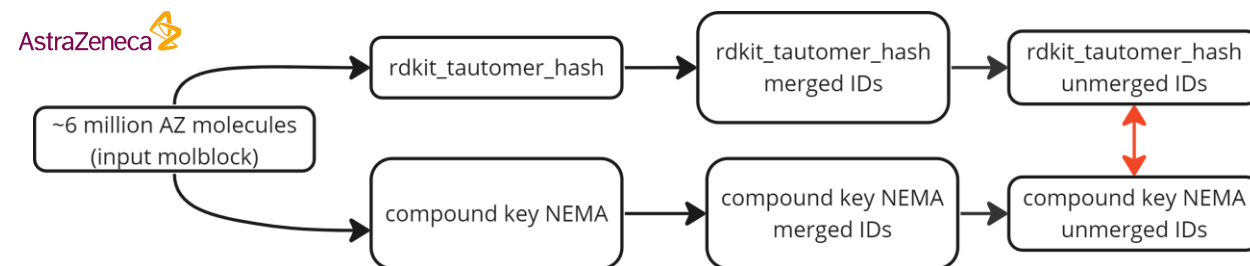 AstraZeneca
~6 million AZ molecules
(input molblock)
rdkit_tautomer_hash
rdkit_tautomer_hash
merged IDs
rdkit_tautomer_hash
unmerged IDs
compound key NEMA
compound key NEMA
merged IDs
compound key NEMA
unmerged IDs